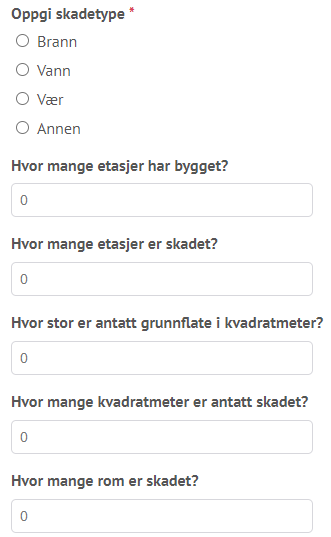 Oppgi skadetype *
Brann
Vann
Vær
Annen
Hvor mange etasjer har bygget?
0
Hvor mange etasjer er skadet?
0
Hvor stor er antatt grunnflate i kvadratmeter?
0
Hvor mange kvadratmeter er antatt skadet?
0
Hvor mange rom er skadet?
0